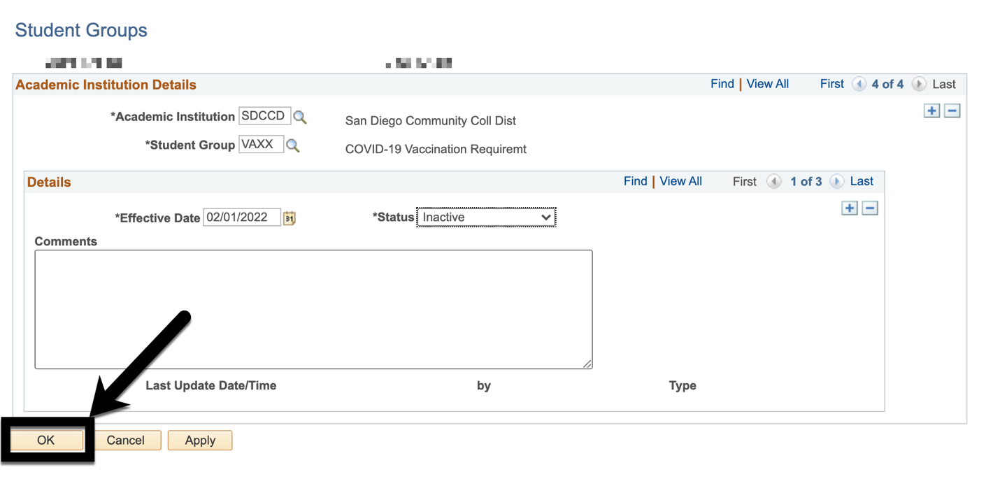 Student Groups
Academic Institution Details Find | View All First 4 of 4 Last
*Academic Institution SDCCD San Diego Community Coll Dist
*Student Group VAXX COVID-19 Vaccination Requiremt
Details Find | View All First 1 of 3 Last
*Effective Date 02/01/2022 31 *Status Inactive
Comments
Last Update Date/Time by Type
OK Cancel Apply